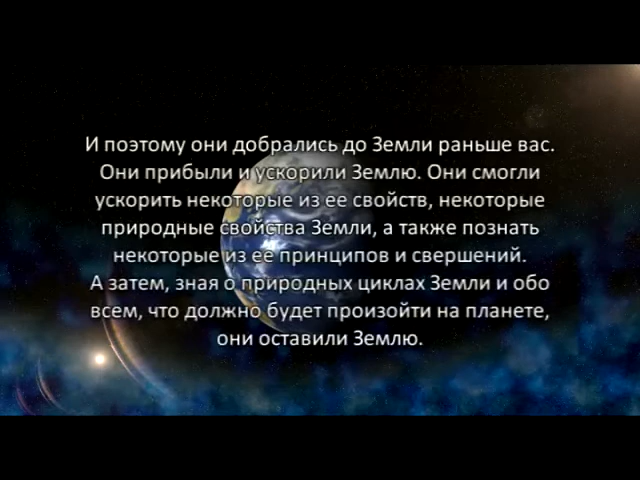 И поэтому они добрались до Земли раньше вас.
Они прибыли и ускорили Землю. Они смогли
ускорить некоторые из ее свойств, некоторые
природные свойства Земли, а также познать
некоторые из ее принципов и свершений.
А затем, зная о природных циклах Земли и обо
всем, что должно будет произойти на планете,
они оставили Землю.